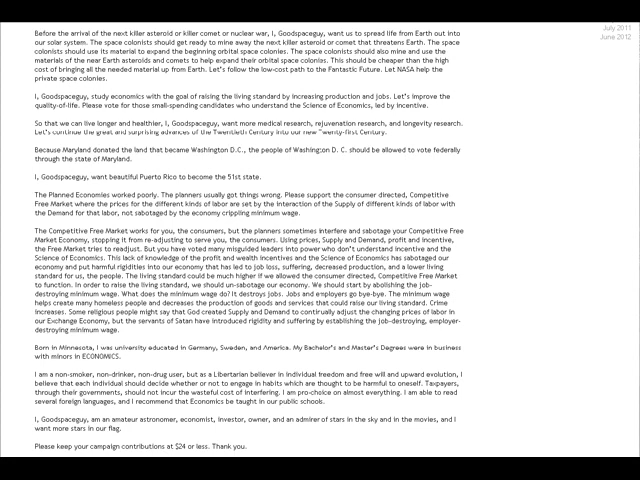 July 2011
June 2012
Before the arrival of the next killer asteroid or killer comet or nuclear war, I, Goodspaceguy, want us to spread life from Earth out into
our solar system. The space colonists should get ready to mine away the next killer asteroid or comet that threatens Earth. The space
colonists should use its material to expand the beginning orbital space colonies. The space colonists should also mine and use the
materials of the near Earth asteroids and comets to help expand their orbital space colonies. This should be cheaper than the high
cost of bringing all the needed material up from Earth. Let's follow the low-cost path to the Fantastic Future. Let NASA help the
private space colonies.
I, Goodspaceguy, study economics with the goal of raising the living standard by increasing production and jobs. Let's improve the
quality-of-life. Please vote for those small-spending candidates who understand the Science of Economics, led by incentive.
So that we can live longer and healthier, I, Goodspaceguy, want more medical research, rejuvenation research, and longevity research.
Let's continue the great and surprising advances of the Twentieth Century into our new Twenty-first Century.
Because Maryland donated the land that became Washington D.C., the people of Washington D. C. should be allowed to vote federally
through the state of Maryland.
I, Goodspaceguy, want beautiful Puerto Rico to become the 51st state.
The Planned Economies worked poorly. The planners usually got things wrong. Please support the consumer directed, Competitive
Free Market where the prices for the different kinds of labor are set by the interaction of the Supply of different kinds of labor with
the Demand for that labor, not sabotaged by the economy crippling minimum wage.
The Competitive Free Market works for you, the consumers, but the planners sometimes interfere and sabotage your Competitive Free
Market Economy, stopping it from re-adjusting to serve you, the consumers. Using prices, Supply and Demand, profit and incentive,
the Free Market tries to readjust. But you have voted many misguided leaders into power who don't understand incentive and the
Science of Economics. This lack of knowledge of the profit and wealth incentives and the Science of Economics has sabotaged our
economy and put harmful rigidities into our economy that has led to job loss, suffering, decreased production, and a lower living
standard for us, the people. The living standard could be much higher if we allowed the consumer directed, Competitive Free Market
to function. In order to raise the living standard, we should un-sabotage our economy. We should start by abolishing the job-
destroying minimum wage. What does the minimum wage do? It destroys jobs. Jobs and employers go bye-bye. The minimum wage
helps create many homeless people and decreases the production of goods and services that could raise our living standard. Crime
increases. Some religious people might say that God created Supply and Demand to continually adjust the changing prices of labor in
our Exchange Economy, but the servants of Satan have introduced rigidity and suffering by establishing the job-destroying, employer-
destroying minimum wage.
Born in Minnesota, I was university educated in Germany, Sweden, and America. My Bachelor's and Master's Degrees were in business
with minors in ECONOMICS.
I am a non-smoker, non-drinker, non-drug user, but as a Libertarian believer in individual freedom and free will and upward evolution, I
believe that each individual should decide whether or not to engage in habits which are thought to be harmful to oneself. Taxpayers,
through their governments, should not incur the wasteful cost of interfering. I am pro-choice on almost everything. I am able to read
several foreign languages, and I recommend that Economics be taught in our public schools.
I, Goodspaceguy, am an amateur astronomer, economist, investor, owner, and an admirer of stars in the sky and in the movies, and I
want more stars in our flag.
Please keep your campaign contributions at $24 or less. Thank you.